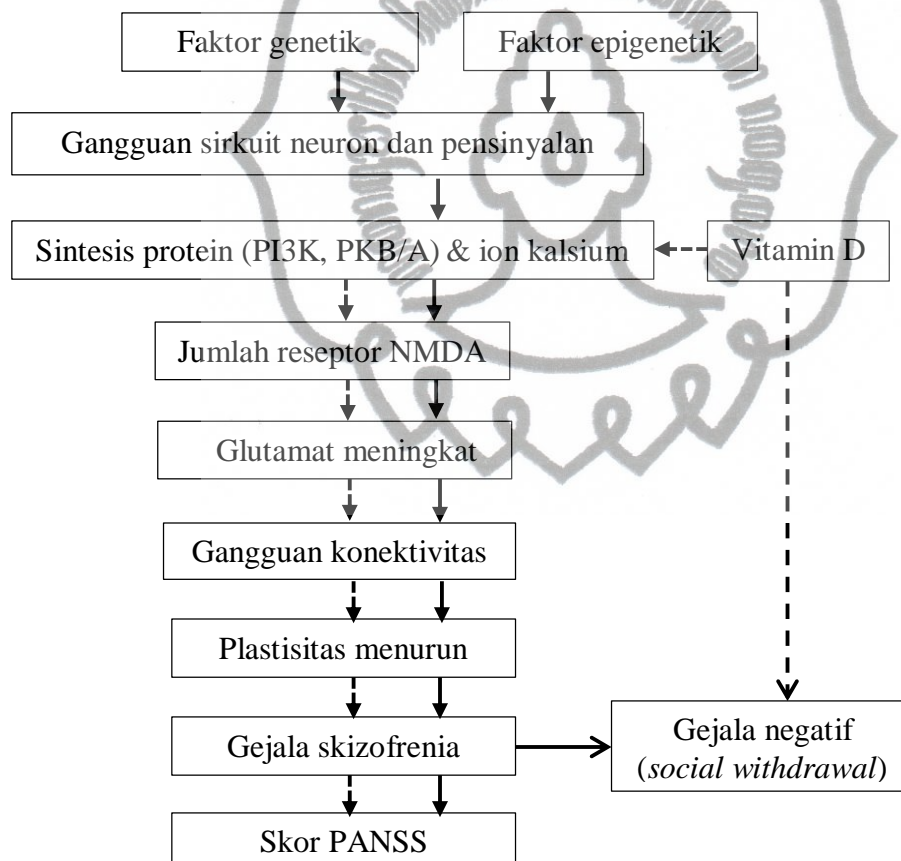 Faktor genetik
Faktor epigenetik
Gangguan sirkuit neuron dan pensinyalan
Sintesis protein (PI3K, PKB/A) & ion kalsium
Vitamin D
Jumlah reseptor NMDA
Glutamat meningkat
Gangguan konektivitas
Plastisitas menurun
Gejala skizofrenia
Gejala negatif
(social withdrawal)
Skor PANSS